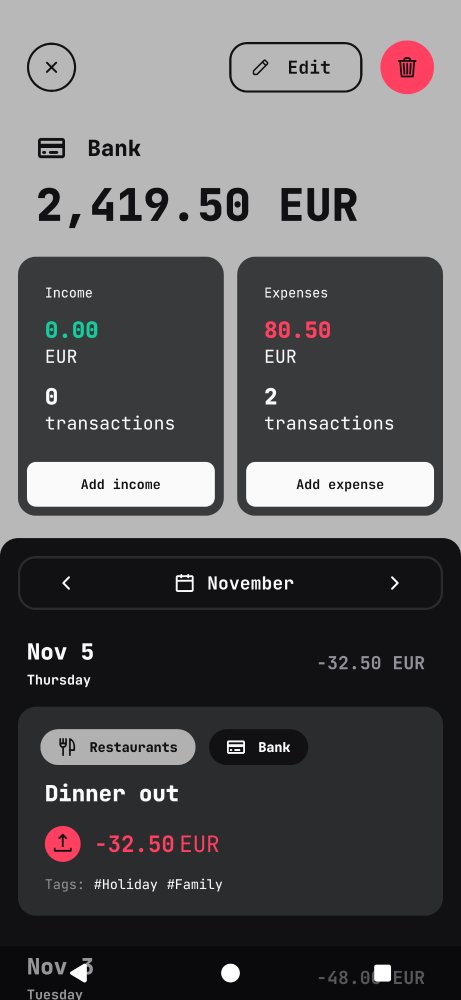 Edit
Bank
2,419.50 EUR
Income
0.00
EUR
0
transactions
Add income
Expenses
80.50
EUR
2
transactions
Add expense
November
Nov 5
Thursday
-32.50 EUR
Restaurants
Bank
Dinner out
-32.50 EUR
Tags: #Holiday #Family
Nov 3
Tuesday
-48.00 EUR